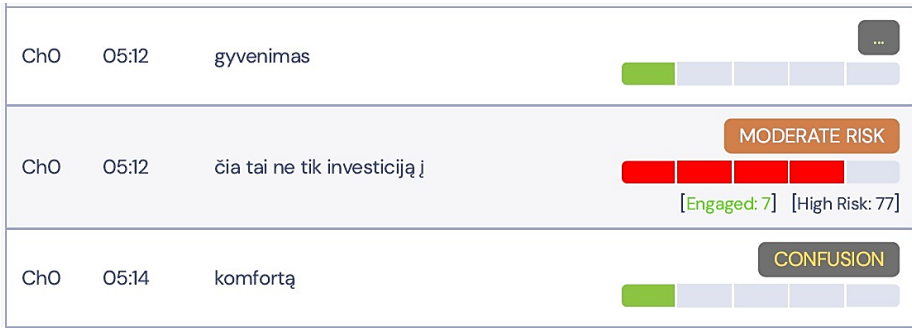 ...
Ch0 05:12 gyvenimas
MODERATE RISK
Ch0 05:12 čia tai ne tik investiciją į
[Engaged: 7] [High Risk: 77]
CONFUSION
Ch0 05:14 komfortą